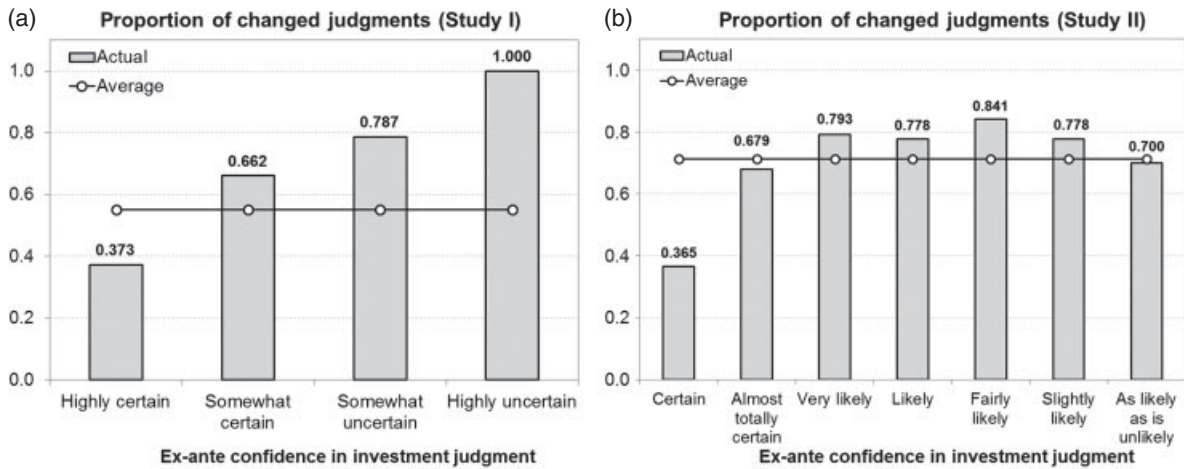 (a)
Proportion of changed judgments (Study I)
Actual
Average
1.0
0.8
0.6
0.4
0.2
0.0
0.373
0.662
0.787
1.000
Highly certain
Somewhat
certain
Somewhat
uncertain
Highly uncertain
Ex-ante confidence in investment judgment
(b)
Proportion of changed judgments (Study II)
Actual
Average
1.0
0.8
0.6
0.4
0.2
0.0
0.365
0.679
0.793
0.778
0.841
0.778
0.700
Certain
Almost
totally
certain
Very likely
Likely
Fairly
likely
Slightly
likely
As likely
as is
unlikely
Ex-ante confidence in investment judgment